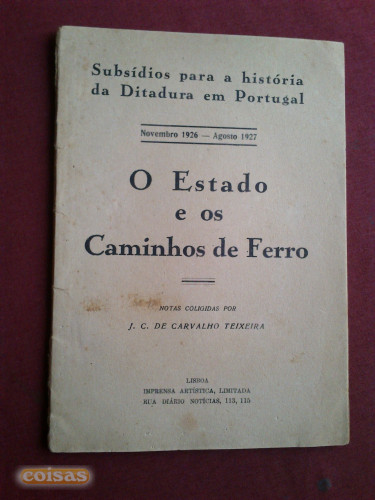 Subsídios para a história
da Ditadura em Portugal
Novembro 1926 — Agosto 1927
O Estado
e os
Caminhos de Ferro
NOTAS COLIGIDAS POR
J. C. DE CARVALHO TEIXEIRA
LISBOA
IMPRENSA ARTÍSTICA, LIMITADA
RUA DIÁRIO NOTÍCIAS, 113, 115
coisas